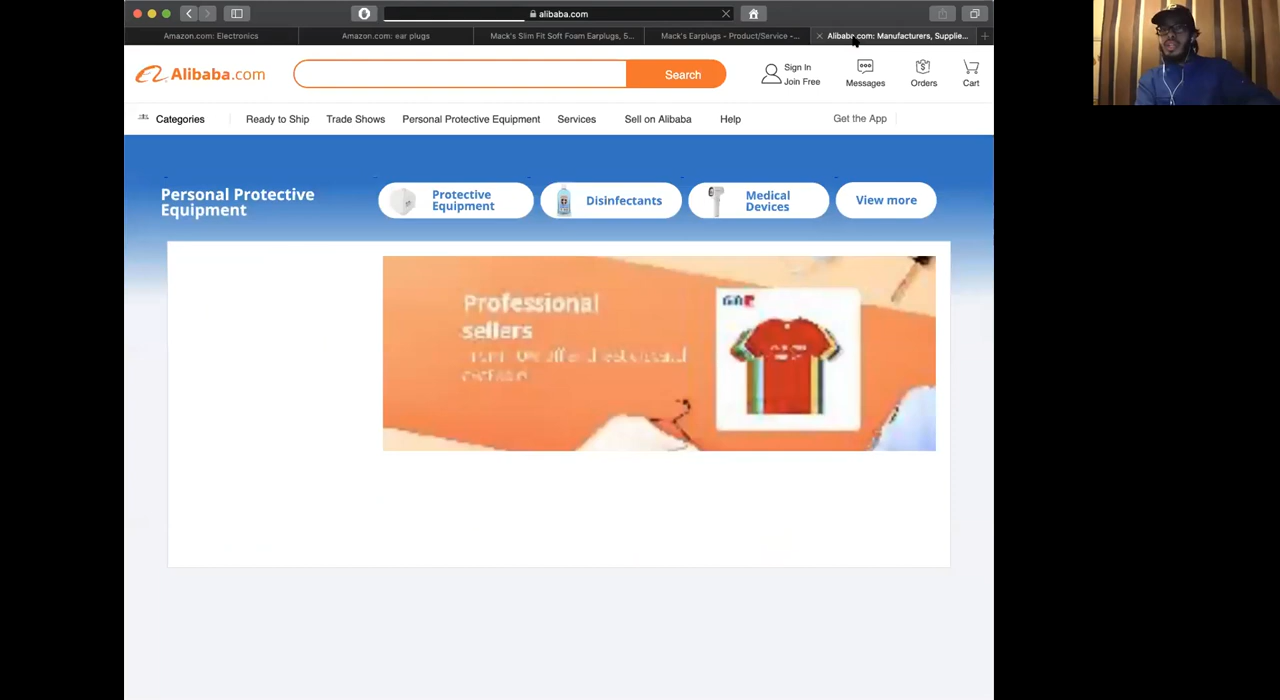 alibaba.com
Amazon.com: Electronics
Amazon.com: ear plugs
Mack's Slim Fit Soft Foam Earplugs, 5...
Mack's Earplugs - Product/Service -...
Alibaba.com: Manufacturers, Supplie...
Alibaba.com
Search
Sign In
Join Free
Messages
Orders
Cart
Categories
Ready to Ship
Trade Shows
Personal Protective Equipment
Services
Sell on Alibaba
Help
Get the App
Personal Protective
Equipment
Protective
Equipment
Disinfectants
Medical
Devices
View more
Professional
sellers